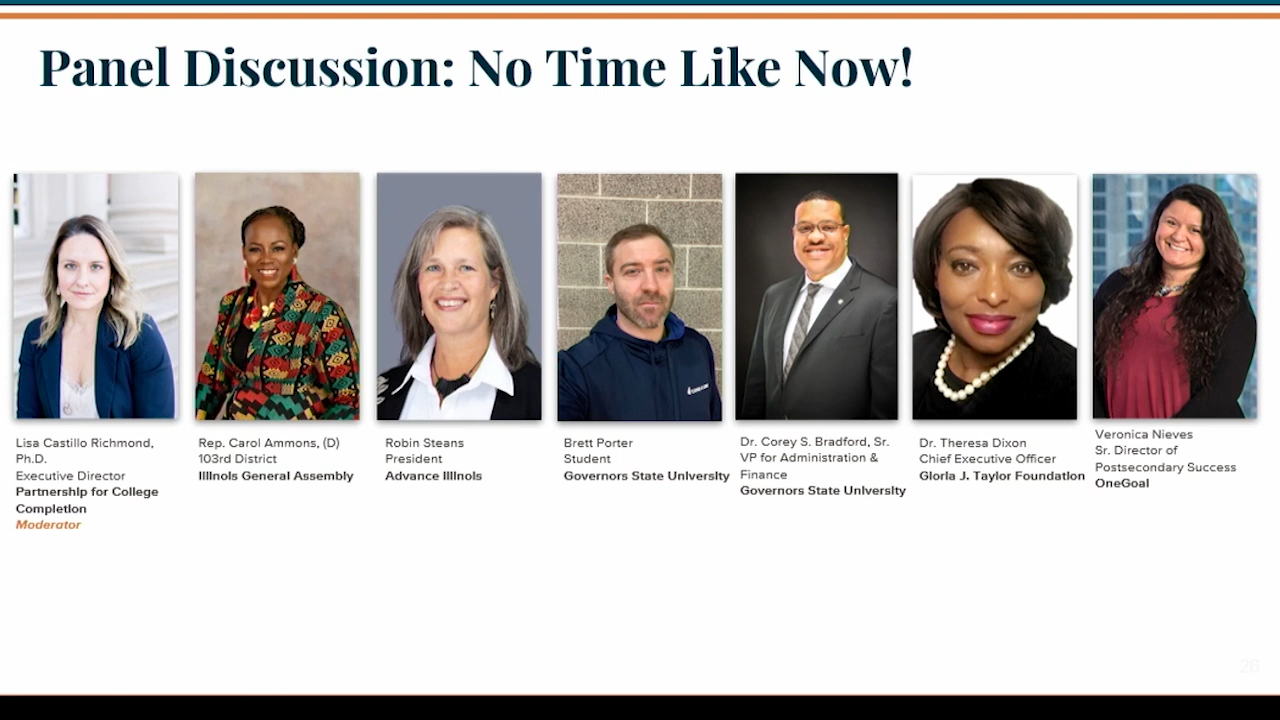 Panel Discussion: No Time Like Now!
Lisa Castillo Richmond,
Ph.D.
Executive Director
Partnership for College
Completion
Moderator
Rep. Carol Ammons, (D)
103rd District
Illinois General Assembly
Robin Steans
President
Advance Illinois
Brett Porter
Student
Governors State University
Dr. Corey S. Bradford, Sr.
VP for Administration &
Finance
Governors State University
Dr. Theresa Dixon
Chief Executive Officer
Gloria J. Taylor Foundation
Veronica Nieves
Sr. Director of
Postsecondary Success
OneGoal
26